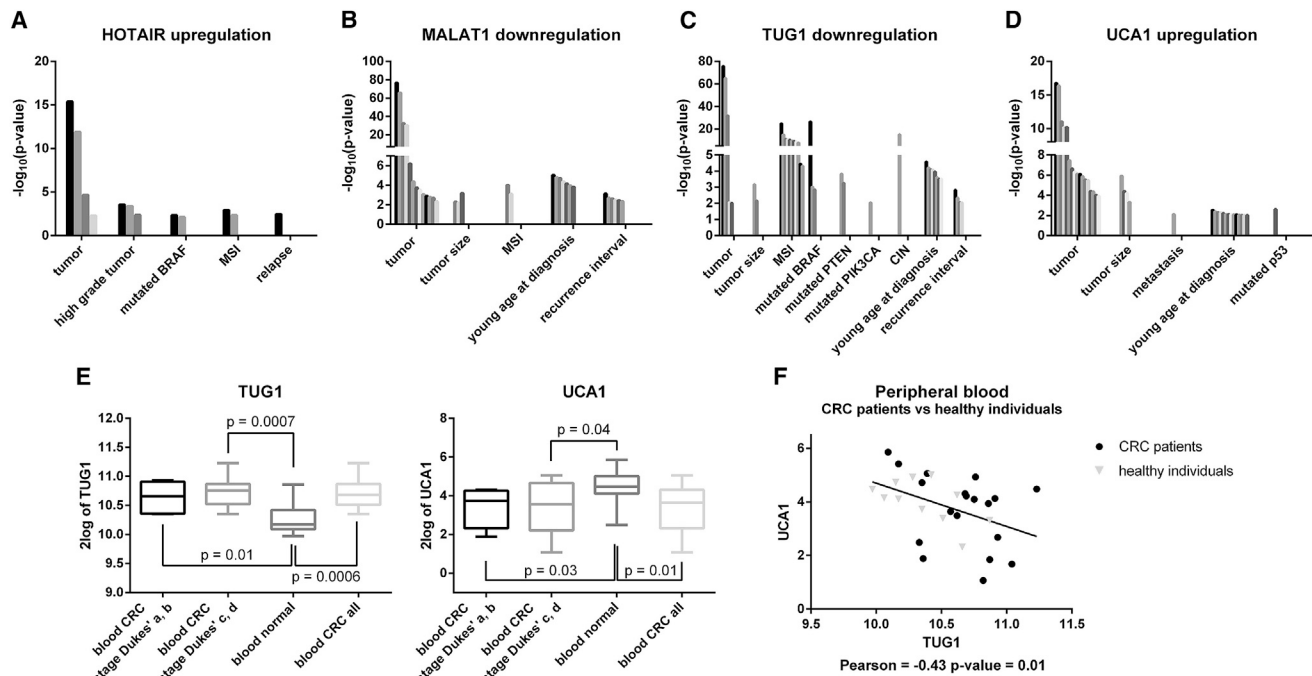 A
HOTAIR upregulation
-log10(p-value)
20
15
10
5
0
tumor
high grade tumor
mutated BRAF
MSI
relapse
B
MALAT1 downregulation
-log10(p-value)
100
80
60
40
20
6
4
2
0
tumor
tumor size
MSI
young age at diagnosis
recurrence interval
C
TUG1 downregulation
-log10(p-value)
80
60
40
20
5
4
3
2
1
0
tumor
tumor size
MSI
mutated BRAF
mutated PTEN
mutated PIK3CA
CIN
young age at diagnosis
recurrence interval
D
UCA1 upregulation
-log10(p-value)
20
15
10
8
6
4
2
0
tumor
tumor size
metastasis
young age at diagnosis
mutated p53
E
TUG1
2log of TUG1
12.0
11.5
11.0
10.5
10.0
9.5
9.0
p = 0.0007
p = 0.01
p = 0.0006
blood CRC
tage Dukes' a, b
blood CRC
tage Dukes' c, d
blood normal
blood CRC all
UCA1
2log of UCA1
8
6
4
2
0
-2
p = 0.04
p = 0.03
p = 0.01
blood CRC
tage Dukes' a, b
blood CRC
tage Dukes' c, d
blood normal
blood CRC all
F
Peripheral blood
CRC patients vs healthy individuals
UCA1
6
4
2
0
9.5
10.0
10.5
11.0
11.5
TUG1
Pearson = -0.43 p-value = 0.01
CRC patients
healthy individuals